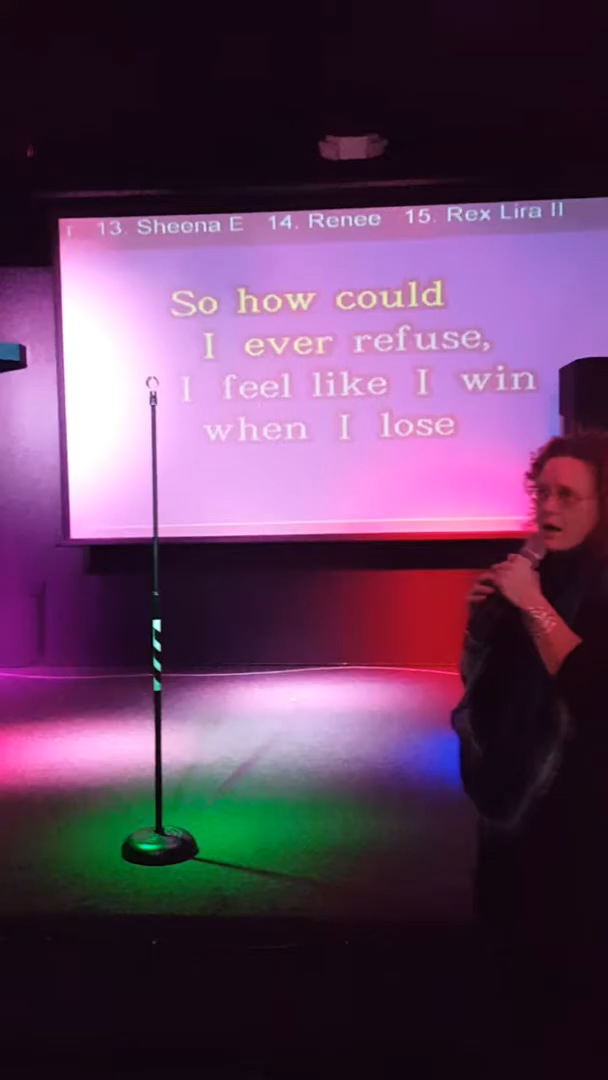 13. Sheena E 14. Renee 15. Rex Lira II
So how could
I ever refuse,
I feel like I win
when I lose